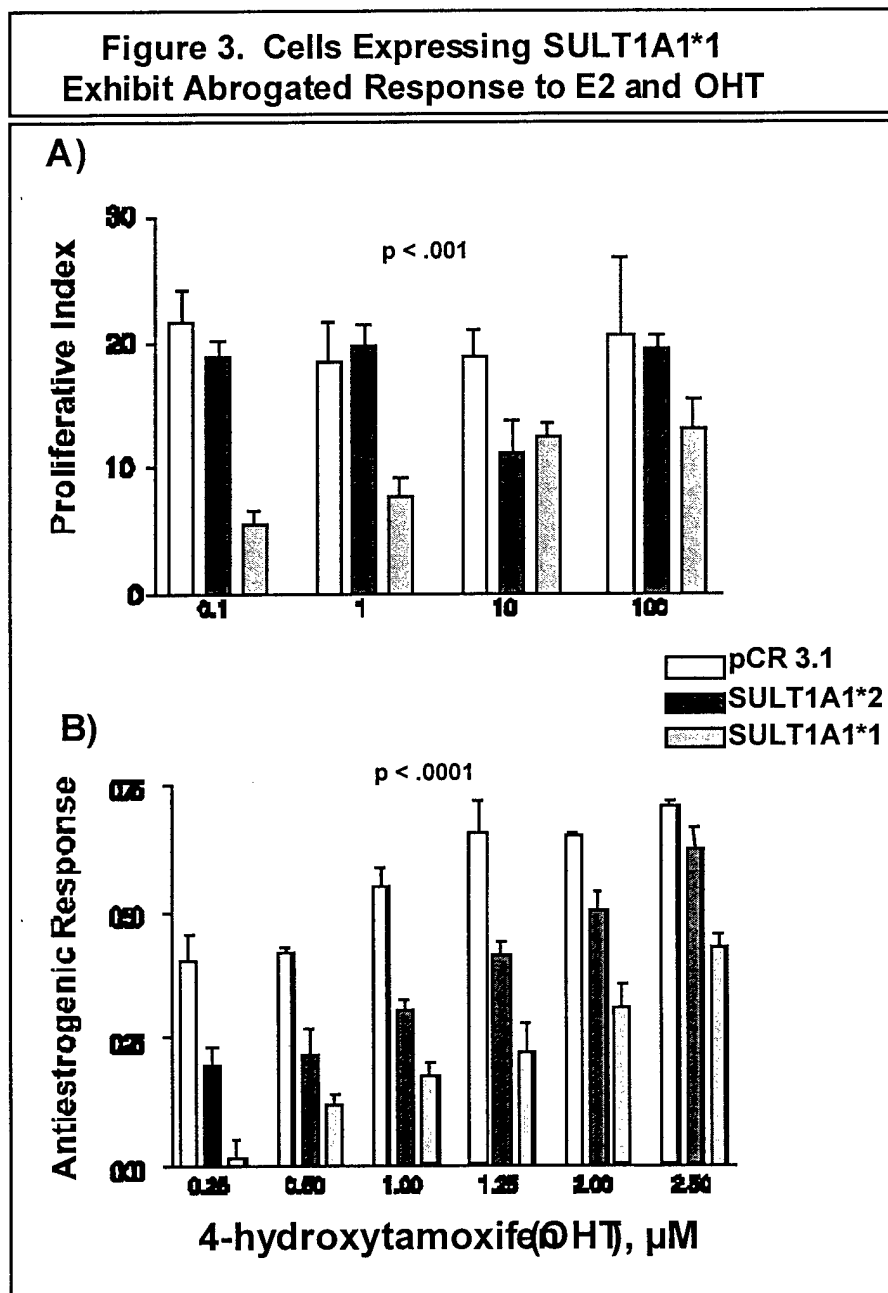 Figure 3. Cells Expressing SULT1A1*1
Exhibit Abrogated Response to E2 and OHT
A)
Proliferative Index
30
20
10
0
p < .001
0.1 1 10 100
pCR 3.1
SULT1A1*2
SULT1A1*1
B)
Antiestrogenic Response
0.75
0.50
0.25
0.00
p < .0001
0.25 0.50 1.00 1.25 2.00 2.50
4-hydroxytamoxifen(OHT), µM